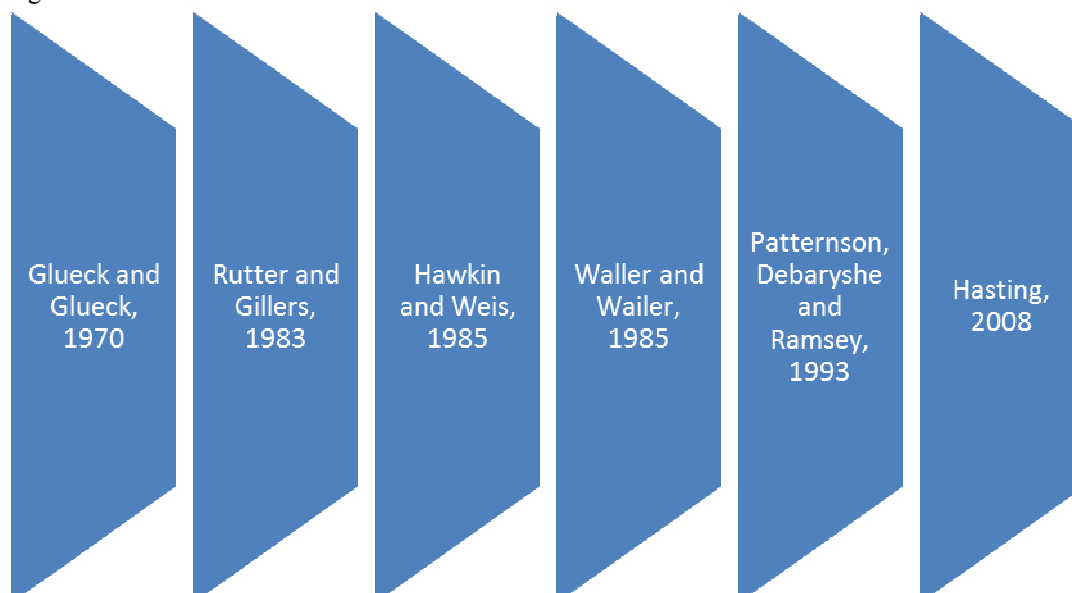 Glueck and
Glueck,
1970
Rutter and
Gillers,
1983
Hawkin
and Weis,
1985
Waller and
Wailer,
1985
Patternson,
Debaryshe
and
Ramsey,
1993
Hasting,
2008